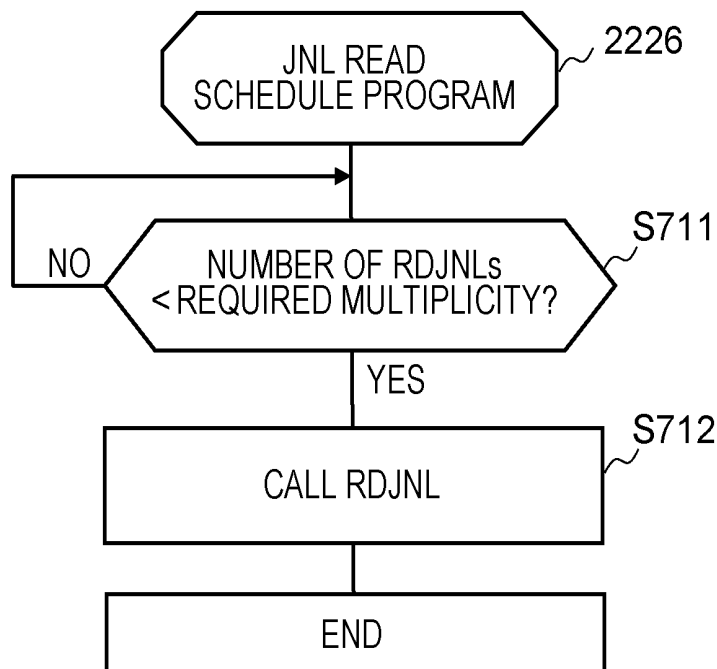 JNL READ
SCHEDULE PROGRAM
2226
NUMBER OF RDJNLs
< REQUIRED MULTIPLICITY?
S711
NO
YES
CALL RDJNL
S712
END